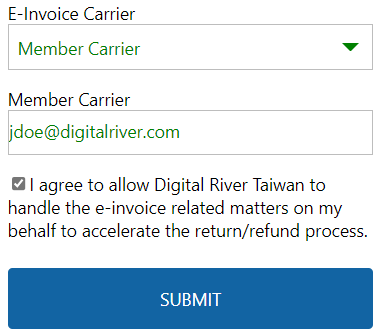 E-Invoice Carrier
Member Carrier
Member Carrier
jdoe@digitalriver.com
I agree to allow Digital River Taiwan to
handle the e-invoice related matters on my
behalf to accelerate the return/refund process.
SUBMIT